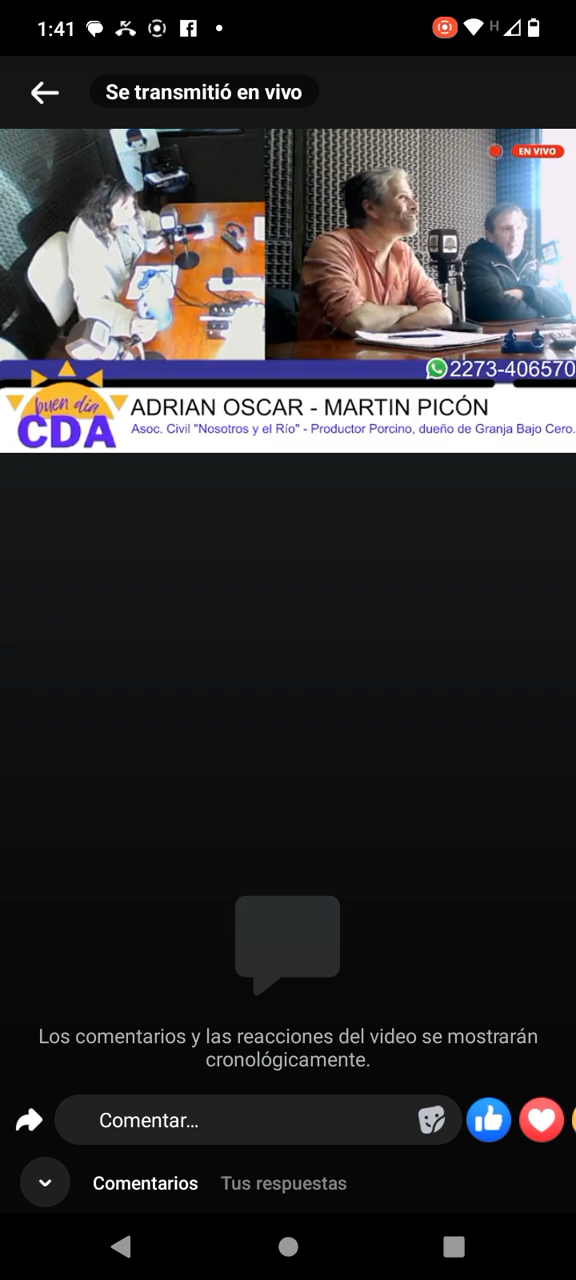 1:41
H
Se transmitió en vivo
EN VIVO
2273-406570
buen dia
CDA
ADRIAN OSCAR - MARTIN PICÓN
Asoc. Civil "Nosotros y el Río" - Productor Porcino, dueño de Granja Bajo Cero.
Los comentarios y las reacciones del video se mostrarán
cronológicamente.
Comentar...
Comentarios
Tus respuestas